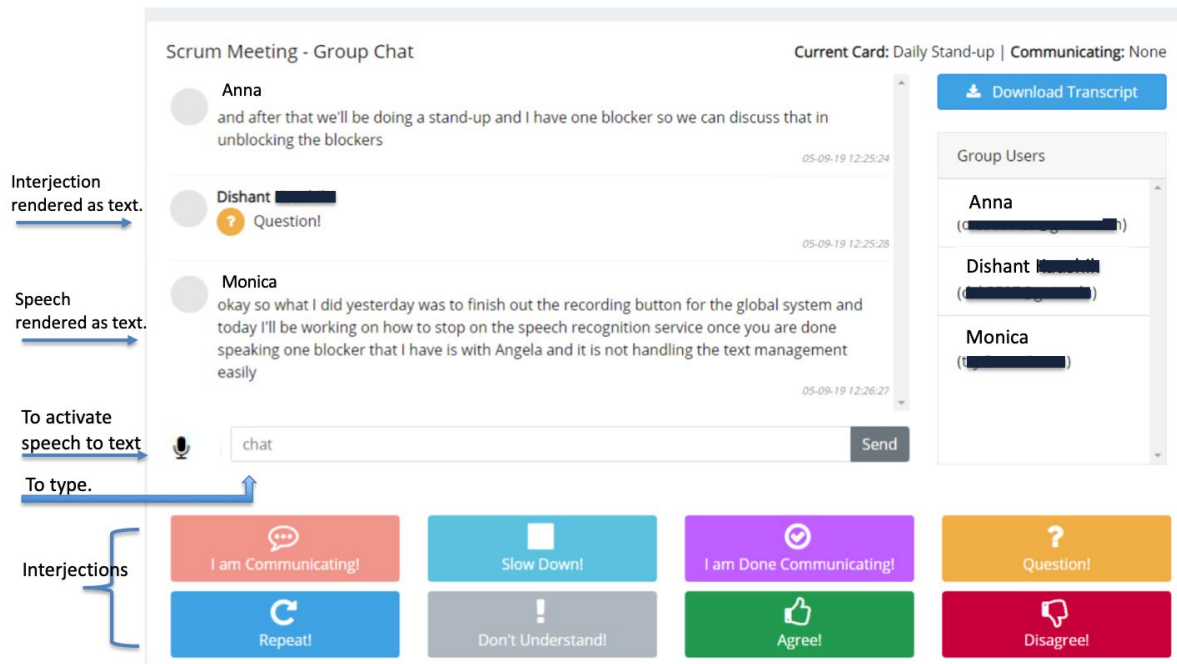 Scrum Meeting - Group Chat
Current Card: Daily Stand-up | Communicating: None
Anna
and after that we'll be doing a stand-up and I have one blocker so we can discuss that in
unblocking the blockers
05-09-19 12:25:24
Download Transcript
Group Users
Anna
Dishant
Monica
Interjection
rendered as text.
Dishant
? Question!
05-09-19 12:25:28
Speech
rendered as text.
Monica
okay so what I did yesterday was to finish out the recording button for the global system and
today I'll be working on how to stop on the speech recognition service once you are done
speaking one blocker that I have is with Angela and it is not handling the text management
easily
05-09-19 12:26:27
To activate
speech to text
chat
Send
To type.
Interjections
I am Communicating!
Slow Down!
I am Done Communicating!
? Question!
Repeat!
! Don't Understand!
Agree!
Disagree!